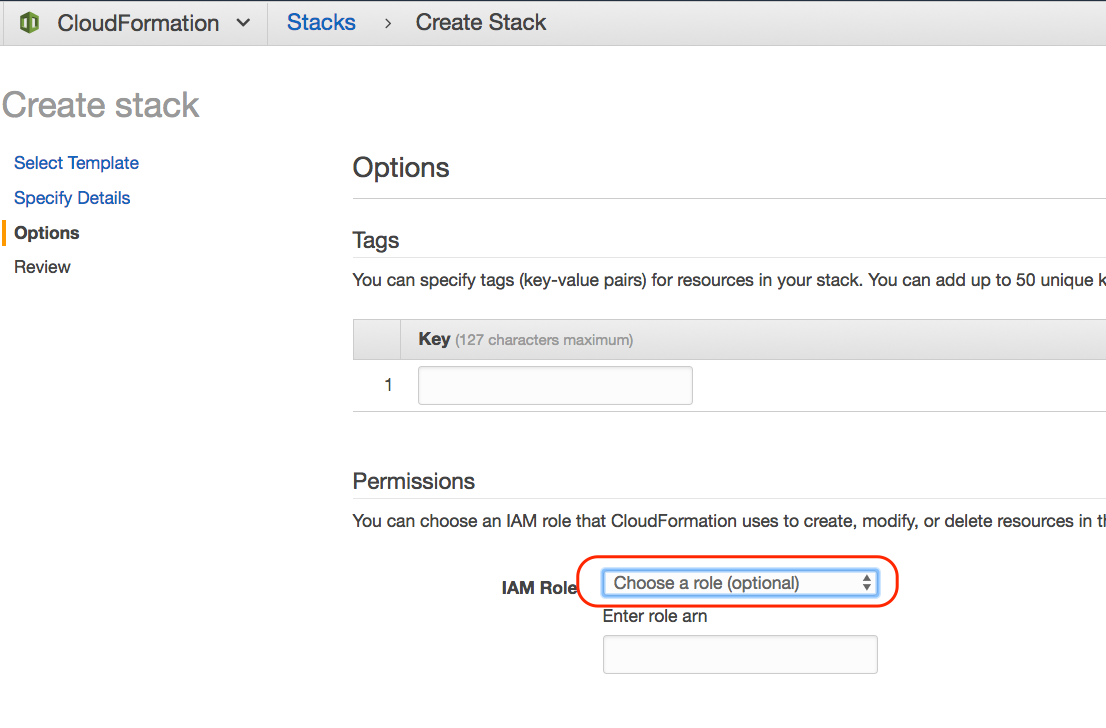 CloudFormation
Stacks > Create Stack
Create stack
Select Template
Specify Details
Options
Review
Options
Tags
You can specify tags (key-value pairs) for resources in your stack. You can add up to 50 unique k
Key (127 characters maximum)
1
Permissions
You can choose an IAM role that CloudFormation uses to create, modify, or delete resources in th
IAM Role
Choose a role (optional)
Enter role arn